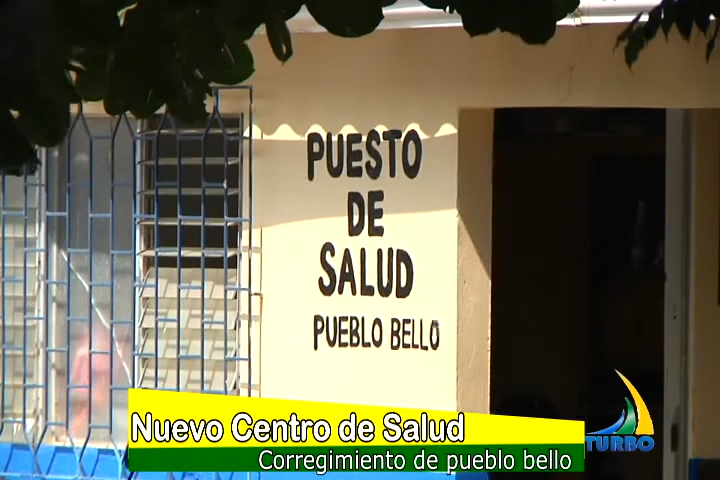 PUESTO
DE
SALUD
PUEBLO BELLO
Nuevo Centro de Salud
Corregimiento de pueblo bello
TURBO